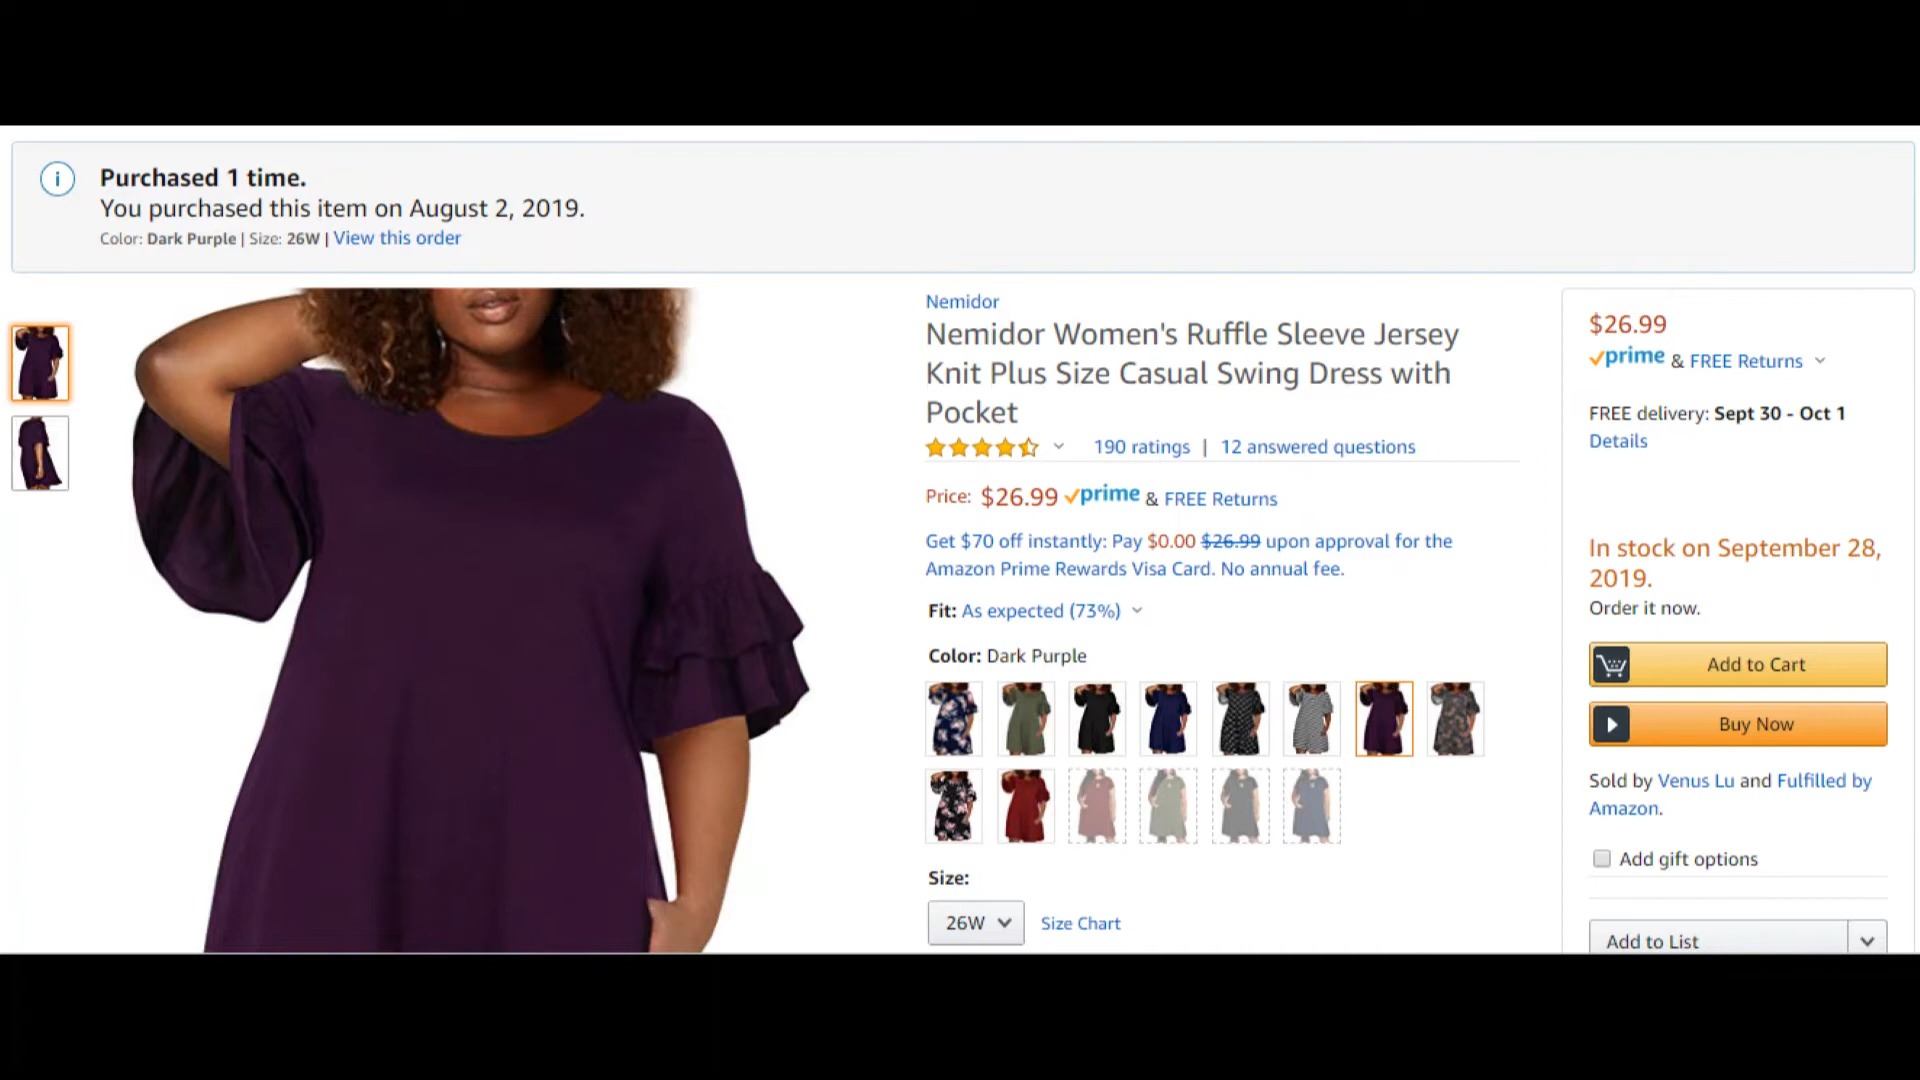 Purchased 1 time.
You purchased this item on August 2, 2019.
Color: Dark Purple | Size: 26W | View this order
Nemidor
Nemidor Women's Ruffle Sleeve Jersey
Knit Plus Size Casual Swing Dress with
Pocket
190 ratings | 12 answered questions
Price: $26.99 prime & FREE Returns
Get $70 off instantly: Pay $0.00 $26.99 upon approval for the
Amazon Prime Rewards Visa Card. No annual fee.
Fit: As expected (73%)
Color: Dark Purple
Size:
26W Size Chart
$26.99
prime & FREE Returns
FREE delivery: Sept 30 - Oct 1
Details
In stock on September 28,
2019.
Order it now.
Add to Cart
Buy Now
Sold by Venus Lu and Fulfilled by
Amazon.
Add gift options
Add to List